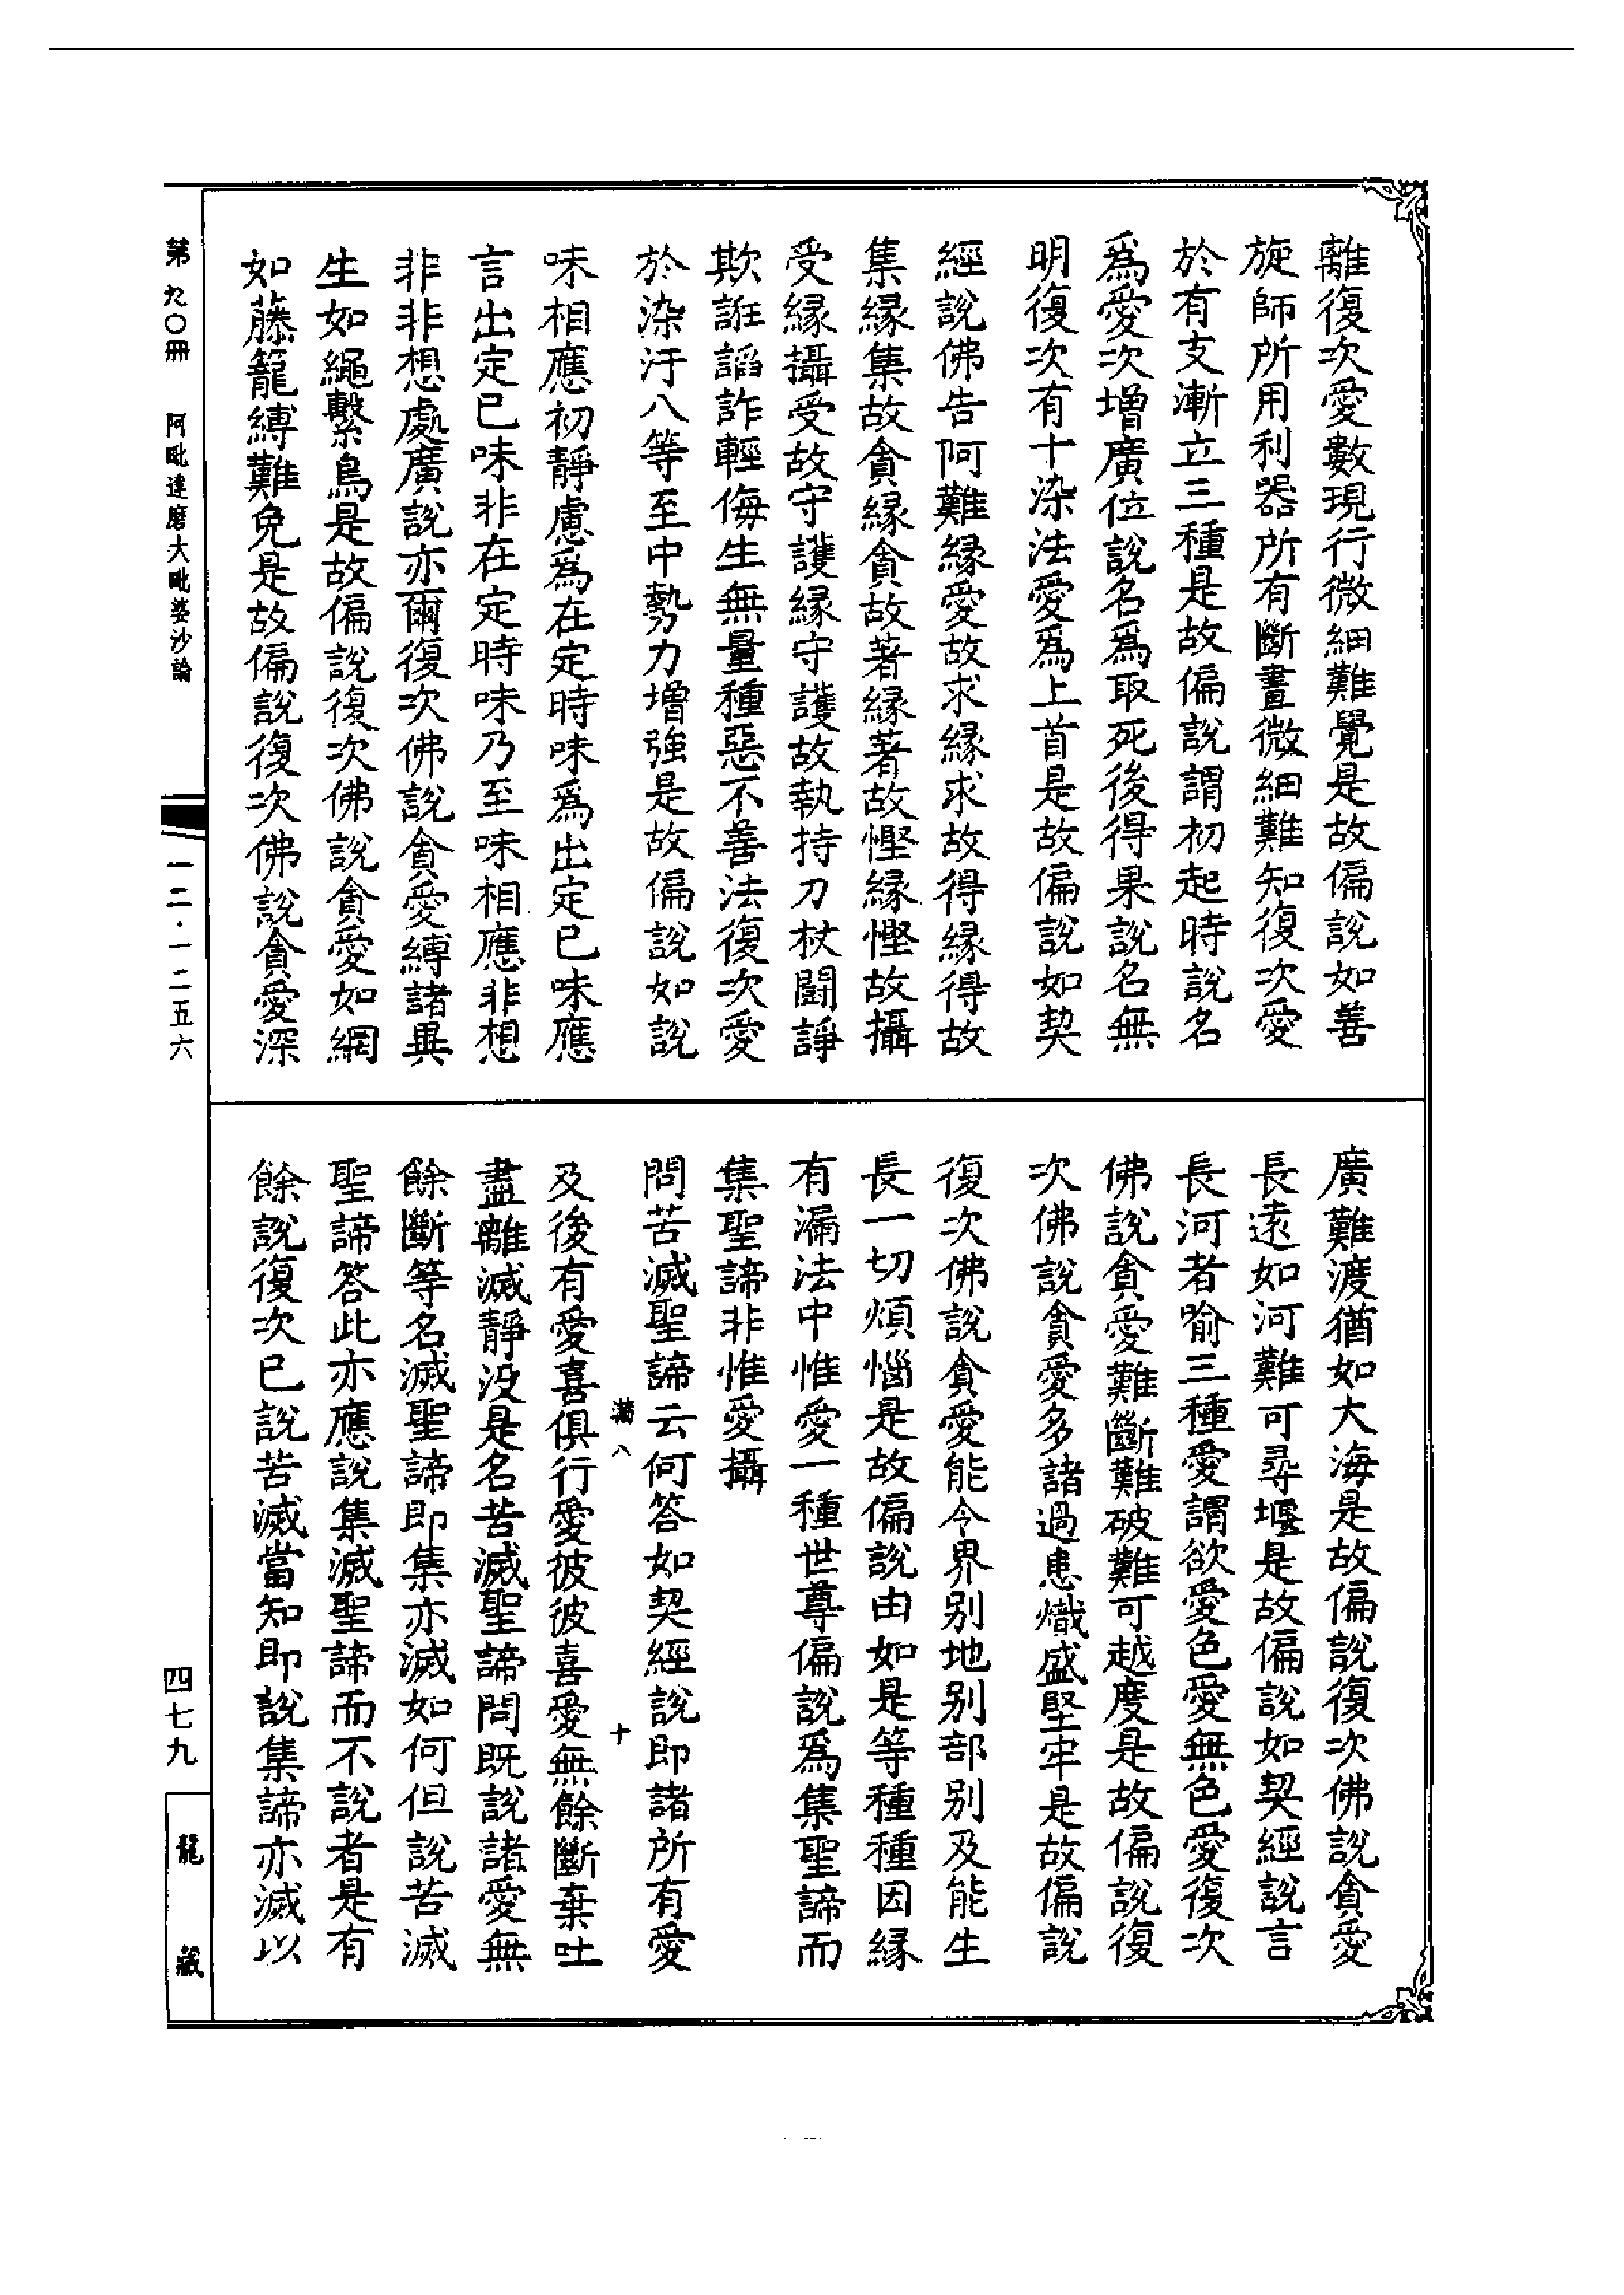 離復次愛數現行微細難覺是故偏說如善
旋師所用利器所有斷晝微細難知復次愛
於有支漸立三種是故偏說謂初起時說名
爲愛次增廣位說名爲取死後得果說名無
明復次有十染法愛爲上首是故偏說如契
經說佛告阿難緣愛故求緣求故得緣得故
集緣集故貪緣貪故著緣著故慳緣慳故攝
受緣攝受故守護緣守護故執持刀杖鬪諍
欺誑諂詐輕侮生無量種惡不善法復次愛
於染汙八等至中勢力增強是故偏說如說
味相應初靜慮爲在定時味爲出定已味應
言出定已味非在定時味乃至味相應非想
非非想處廣說亦爾復次佛說貪愛縛諸異
生如繩繫鳥是故偏說復次佛說貪愛如網
如藤籠縛難免是故偏說復次佛說貪愛深
廣難渡猶如大海是故偏說復次佛說貪愛
長遠如河難可尋堰是故偏說如契經說言
長河者喻三種愛謂欲愛色愛無色愛復次
佛說貪愛難斷難破難可越度是故偏說復
次佛說貪愛多諸過患熾盛堅牢是故偏說
復次佛說貪愛能令界别地别部别及能生
長一切煩惱是故偏說由如是等種種因緣
有漏法中惟愛一種世尊偏說爲集聖諦而
集聖諦非惟愛攝
問苦滅聖諦云何答如契經說即諸所有愛
滿八 十
及後有愛喜俱行愛彼彼喜愛無餘斷棄吐
盡離滅靜没是名苦滅聖諦問既說諸愛無
餘斷等名滅聖諦即集亦滅如何但說苦滅
聖諦答此亦應說集滅聖諦而不說者是有
餘說復次已說苦滅當知即說集諦亦滅以
第九〇冊 阿毗達磨大毗婆沙論
一二·一二五六
四七九
龍藏